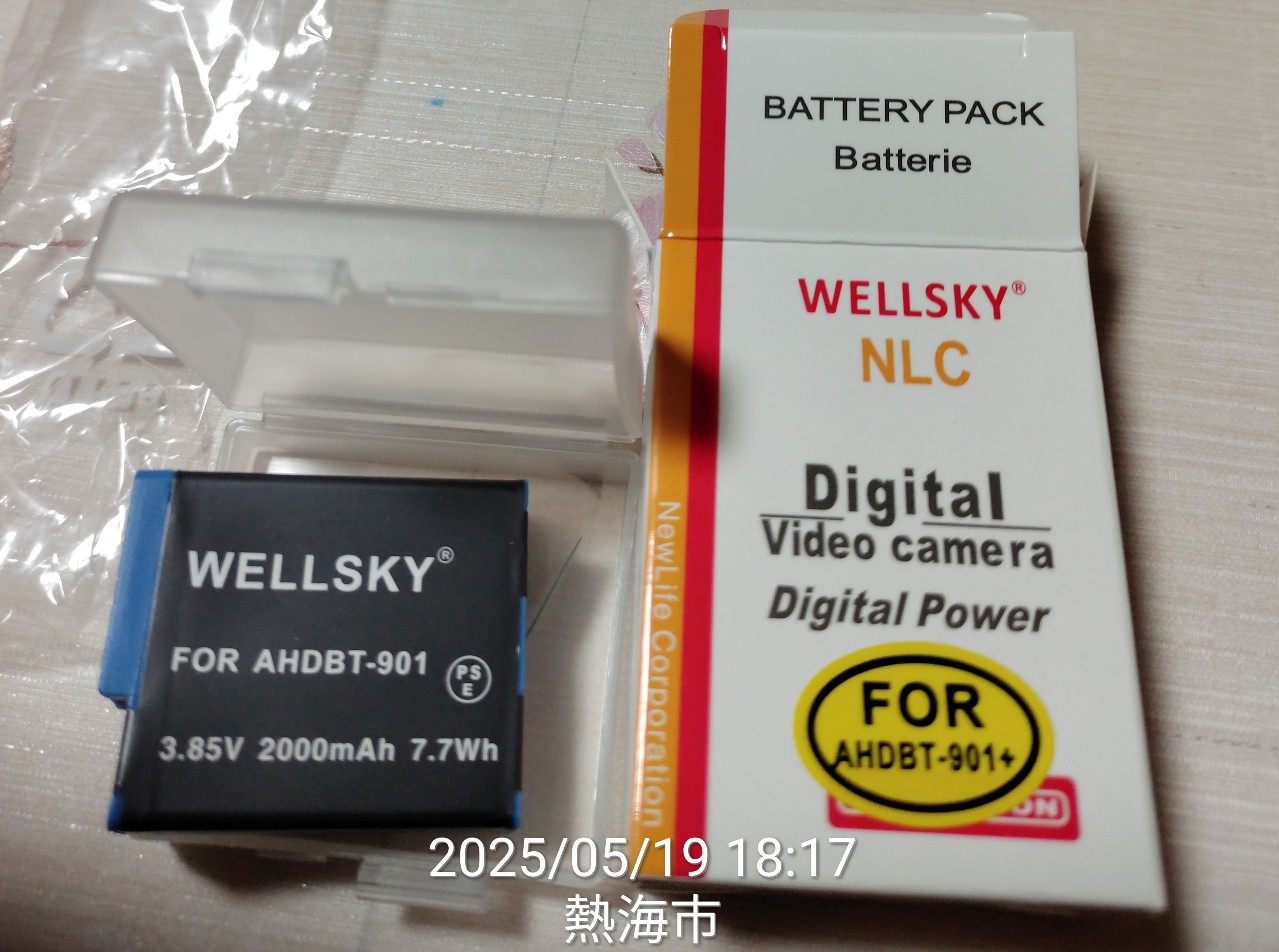 BATTERY PACK
Batterie
WELLSKY®
NLC
Digital
Video camera
Digital Power
FOR
AHDBT-901+
NewLife Corporation
WELLSKY®
FOR AHDBT-901
PS
E
3.85V 2000mAh 7.7Wh
2025/05/19 18:17
熱海市